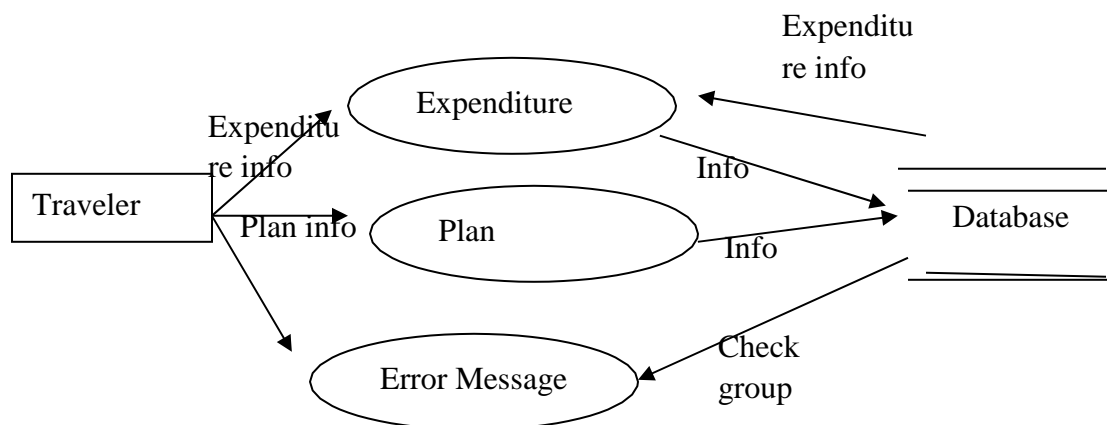 Expenditu
re info
Expenditure
Expenditu
re info
Info
Traveler
Plan info
Plan
Info
Database
Check
group
Error Message